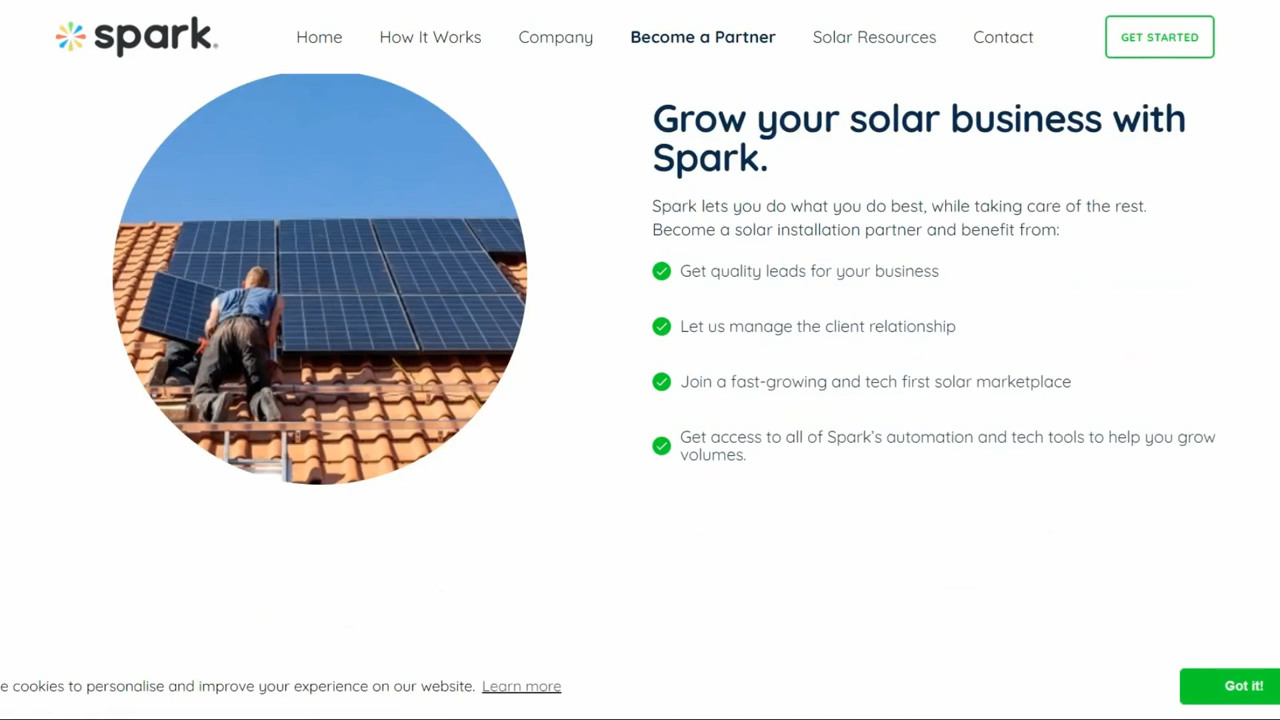 spark.
Home How It Works Company Become a Partner Solar Resources Contact GET STARTED
Grow your solar business with
Spark.
Spark lets you do what you do best, while taking care of the rest.
Become a solar installation partner and benefit from:
Get quality leads for your business
Let us manage the client relationship
Join a fast-growing and tech first solar marketplace
Get access to all of Spark's automation and tech tools to help you grow
volumes.
e cookies to personalise and improve your experience on our website. Learn more Got it!